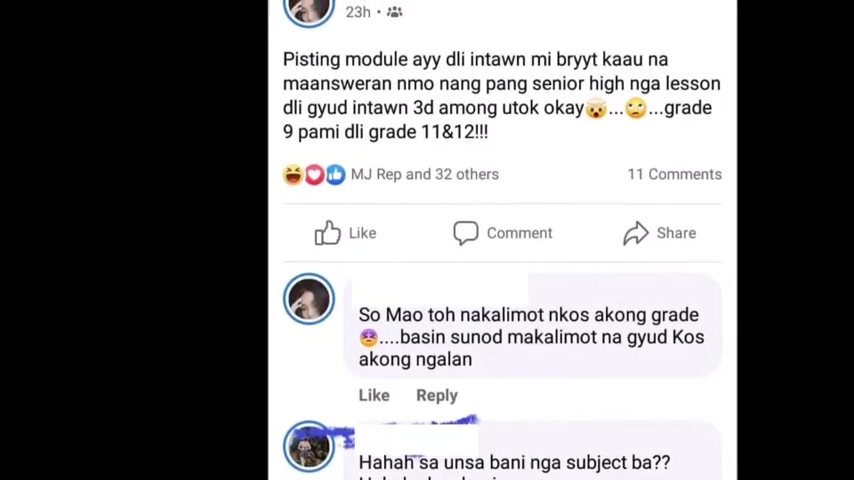 23h •
Pisting module ayy dli intawn mi bryyt kaau na
maansweran nmo nang pang senior high nga lesson
dli gyud intawn 3d among utok okay🤯...🙄...grade
9 pami dli grade 11&12!!!
MJ Rep and 32 others 11 Comments
Like Comment Share
So Mao toh nakalimot nkos akong grade
😫....basin sunod makalimot na gyud Kos
akong ngalan
Like Reply
Hahah sa unsa bani nga subject ba??